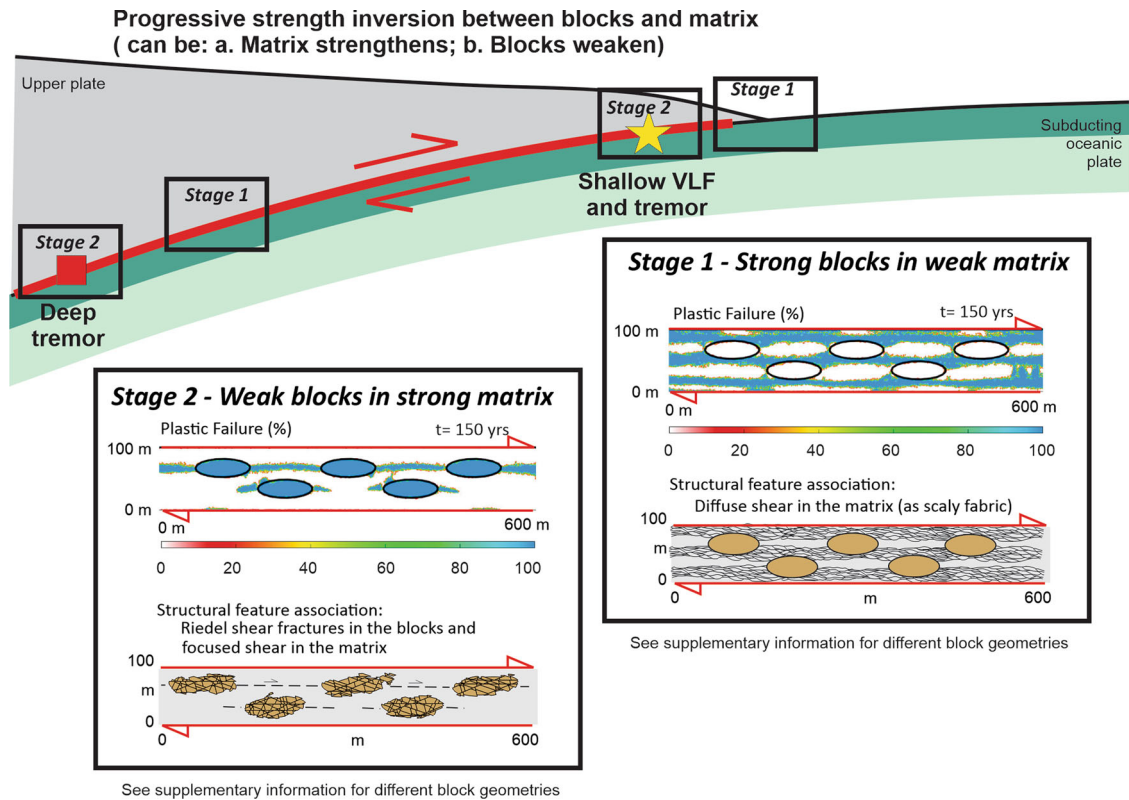 Progressive strength inversion between blocks and matrix
( can be: a. Matrix strengthens; b. Blocks weaken)
Upper plate
Stage 2
Stage 1
Subducting
oceanic
plate
Shallow VLF
and tremor
Stage 1
Stage 2
Deep
tremor
Stage 1 - Strong blocks in weak matrix
Plastic Failure (%)
t= 150 yrs
100 m
0 m
0 m
600 m
0
20
40
60
80
100
Structural feature association:
Diffuse shear in the matrix (as scaly fabric)
100
m
0
0
m
600
See supplementary information for different block geometries
Stage 2 - Weak blocks in strong matrix
Plastic Failure (%)
t= 150 yrs
100 m
0 m
0 m
600 m
0
20
40
60
80
100
Structural feature association:
Riedel shear fractures in the blocks and
focused shear in the matrix
100
m
0
0
m
600
See supplementary information for different block geometries